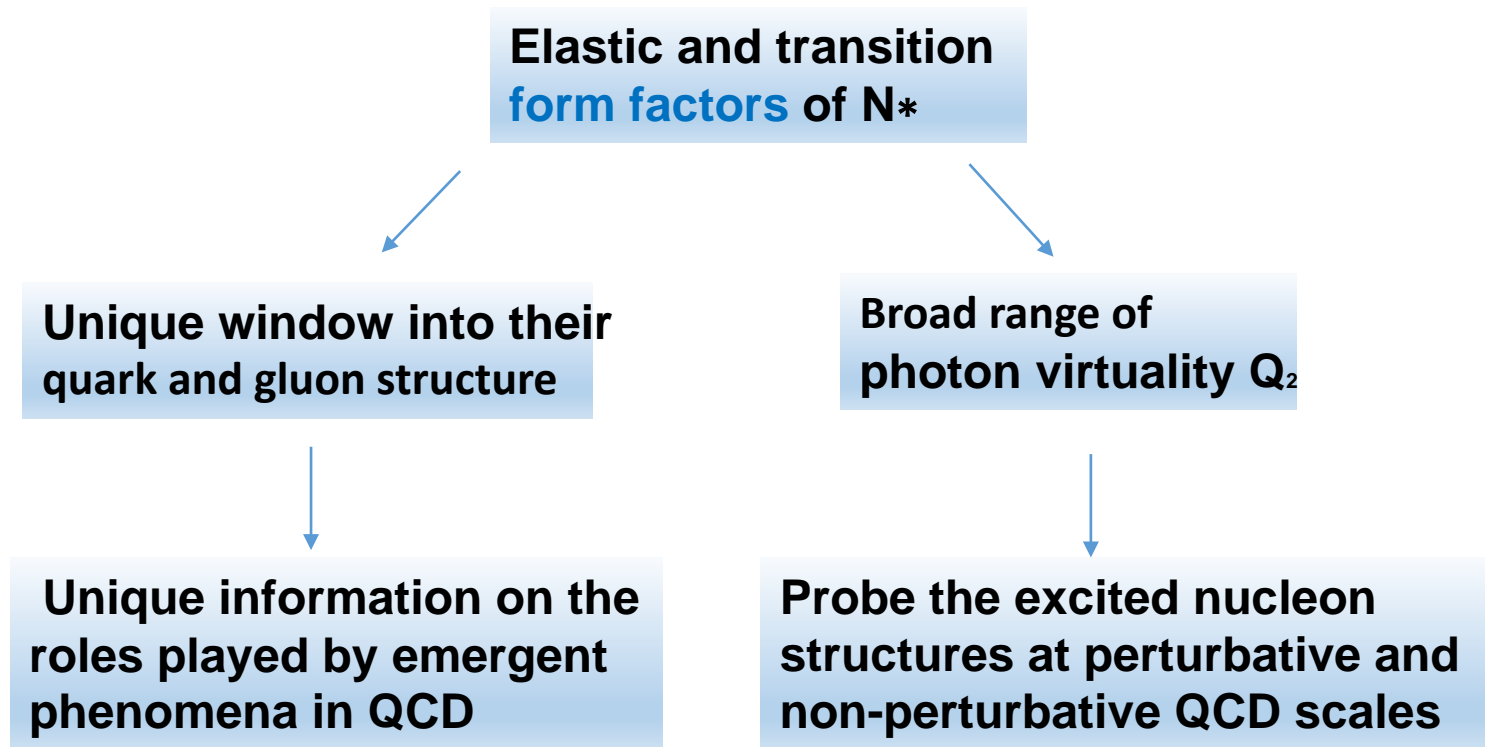 Elastic and transition
form factors of N*
Unique window into their
quark and gluon structure
Broad range of
photon virtuality Q₂
Unique information on the
roles played by emergent
phenomena in QCD
Probe the excited nucleon
structures at perturbative and
non-perturbative QCD scales